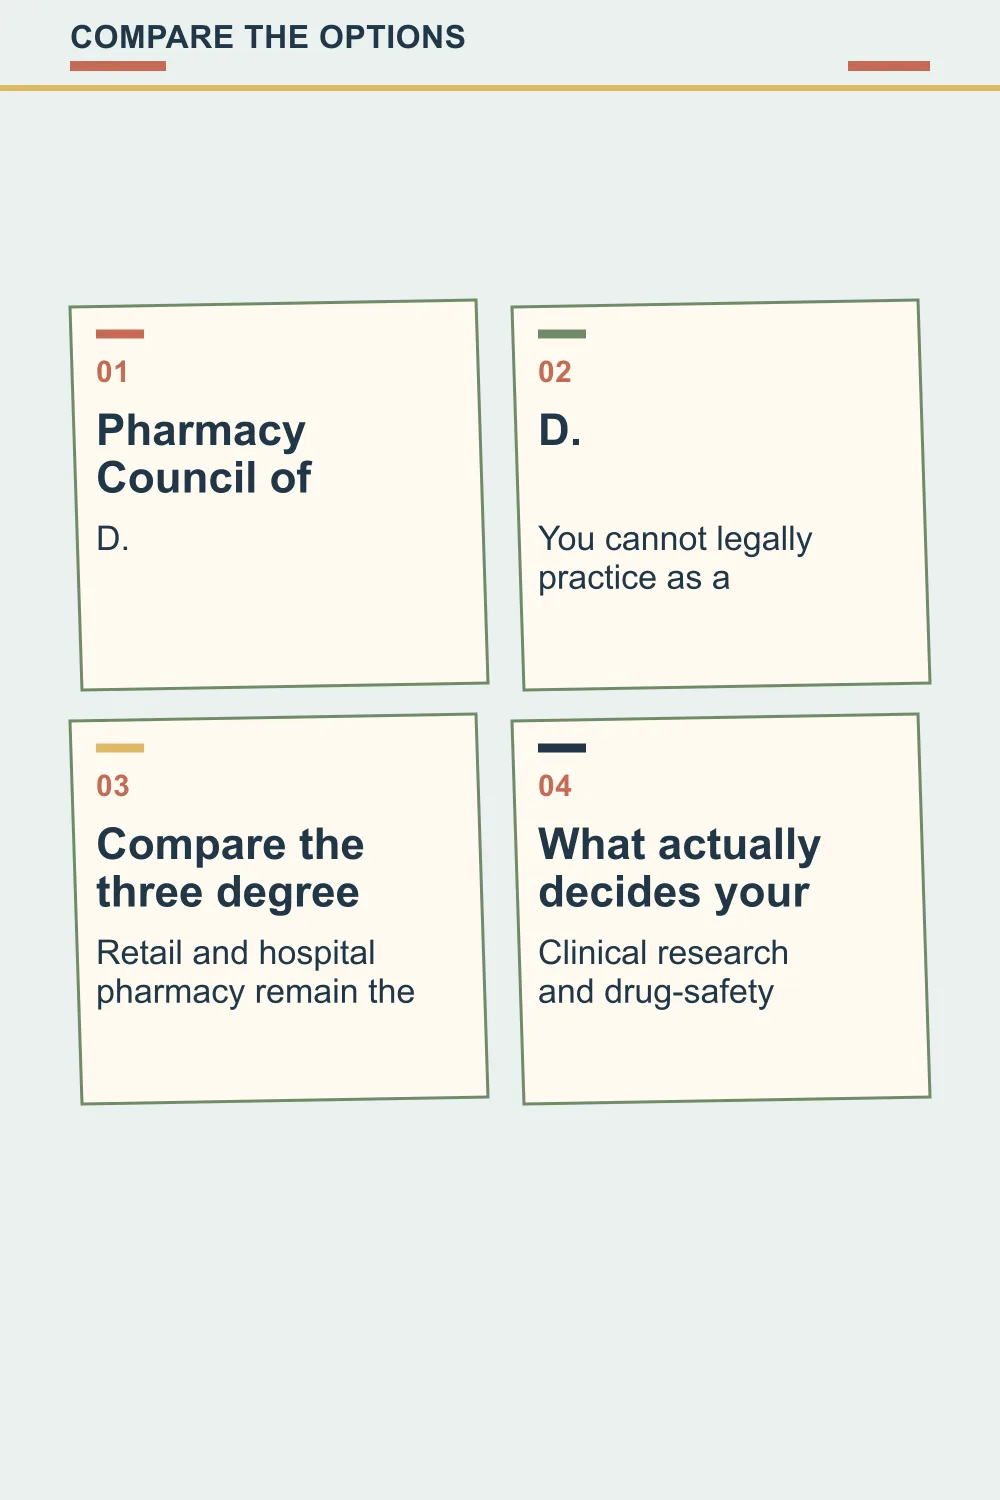 COMPARE THE OPTIONS
01
Pharmacy
Council of
D.
02
D.
You cannot legally
practice as a
03
Compare the
three degree
Retail and hospital
pharmacy remain the
04
What actually
decides your
Clinical research
and drug-safety